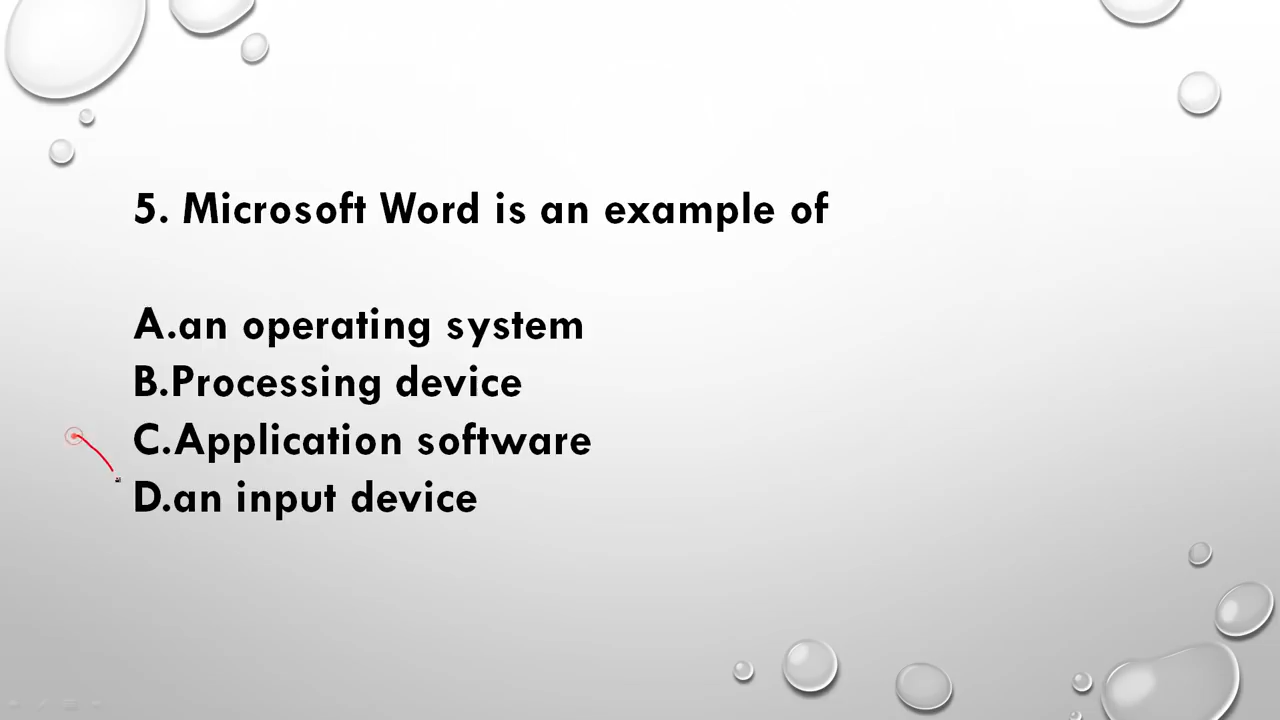 5. Microsoft Word is an example of
A.an operating system
B.Processing device
C.Application software
D.an input device